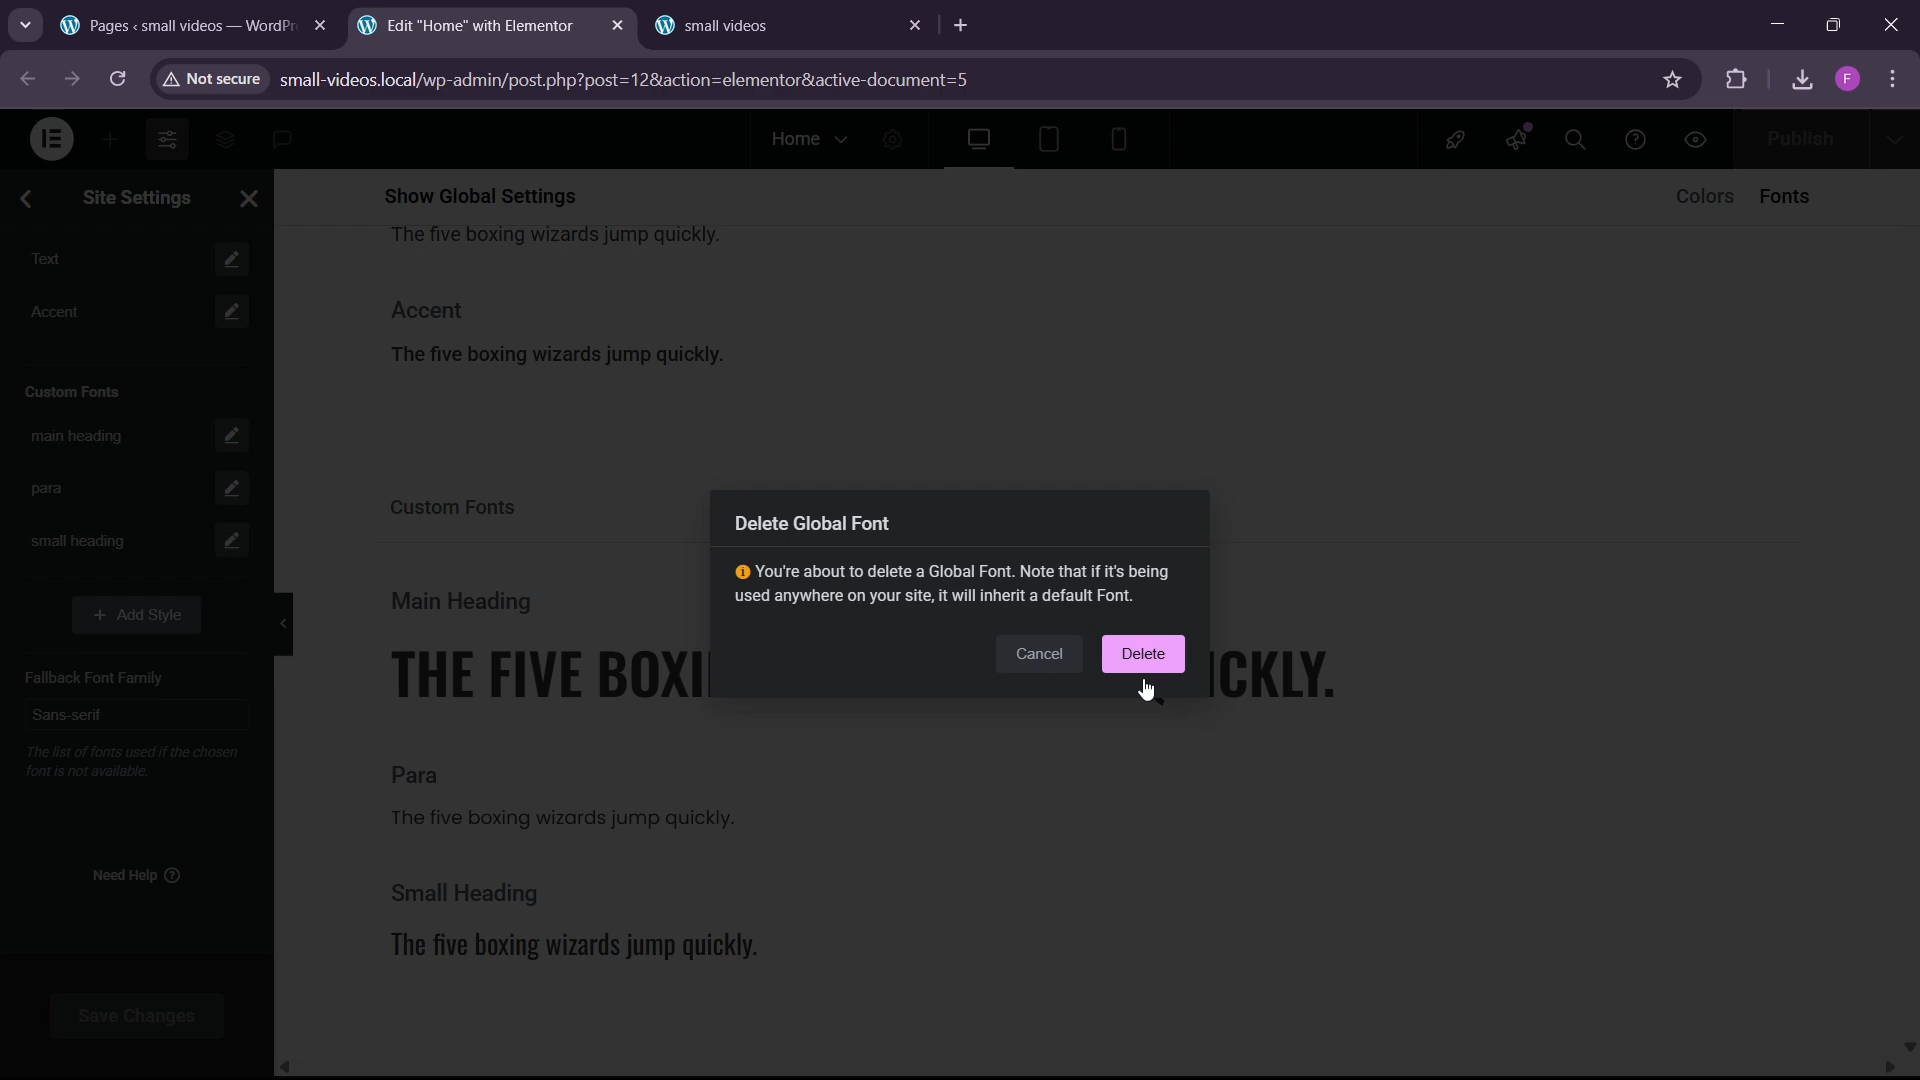 Pages ‹ small videos — WordPr
Edit "Home" with Elementor
small videos
Not secure
small-videos.local/wp-admin/post.php?post=12&action=elementor&active-document=5
F
Home
Publish
Site Settings
Show Global Settings
Colors
Fonts
The five boxing wizards jump quickly.
Text
Accent
Accent
The five boxing wizards jump quickly.
Custom Fonts
main heading
para
small heading
Add Style
Fallback Font Family
Sans-serif
The list of fonts used if the chosen
font is not available.
Need Help
Save Changes
Custom Fonts
Main Heading
THE FIVE BOXI
ICKLY.
Para
The five boxing wizards jump quickly.
Small Heading
The five boxing wizards jump quickly.
Delete Global Font
You're about to delete a Global Font. Note that if it's being
used anywhere on your site, it will inherit a default Font.
Cancel
Delete